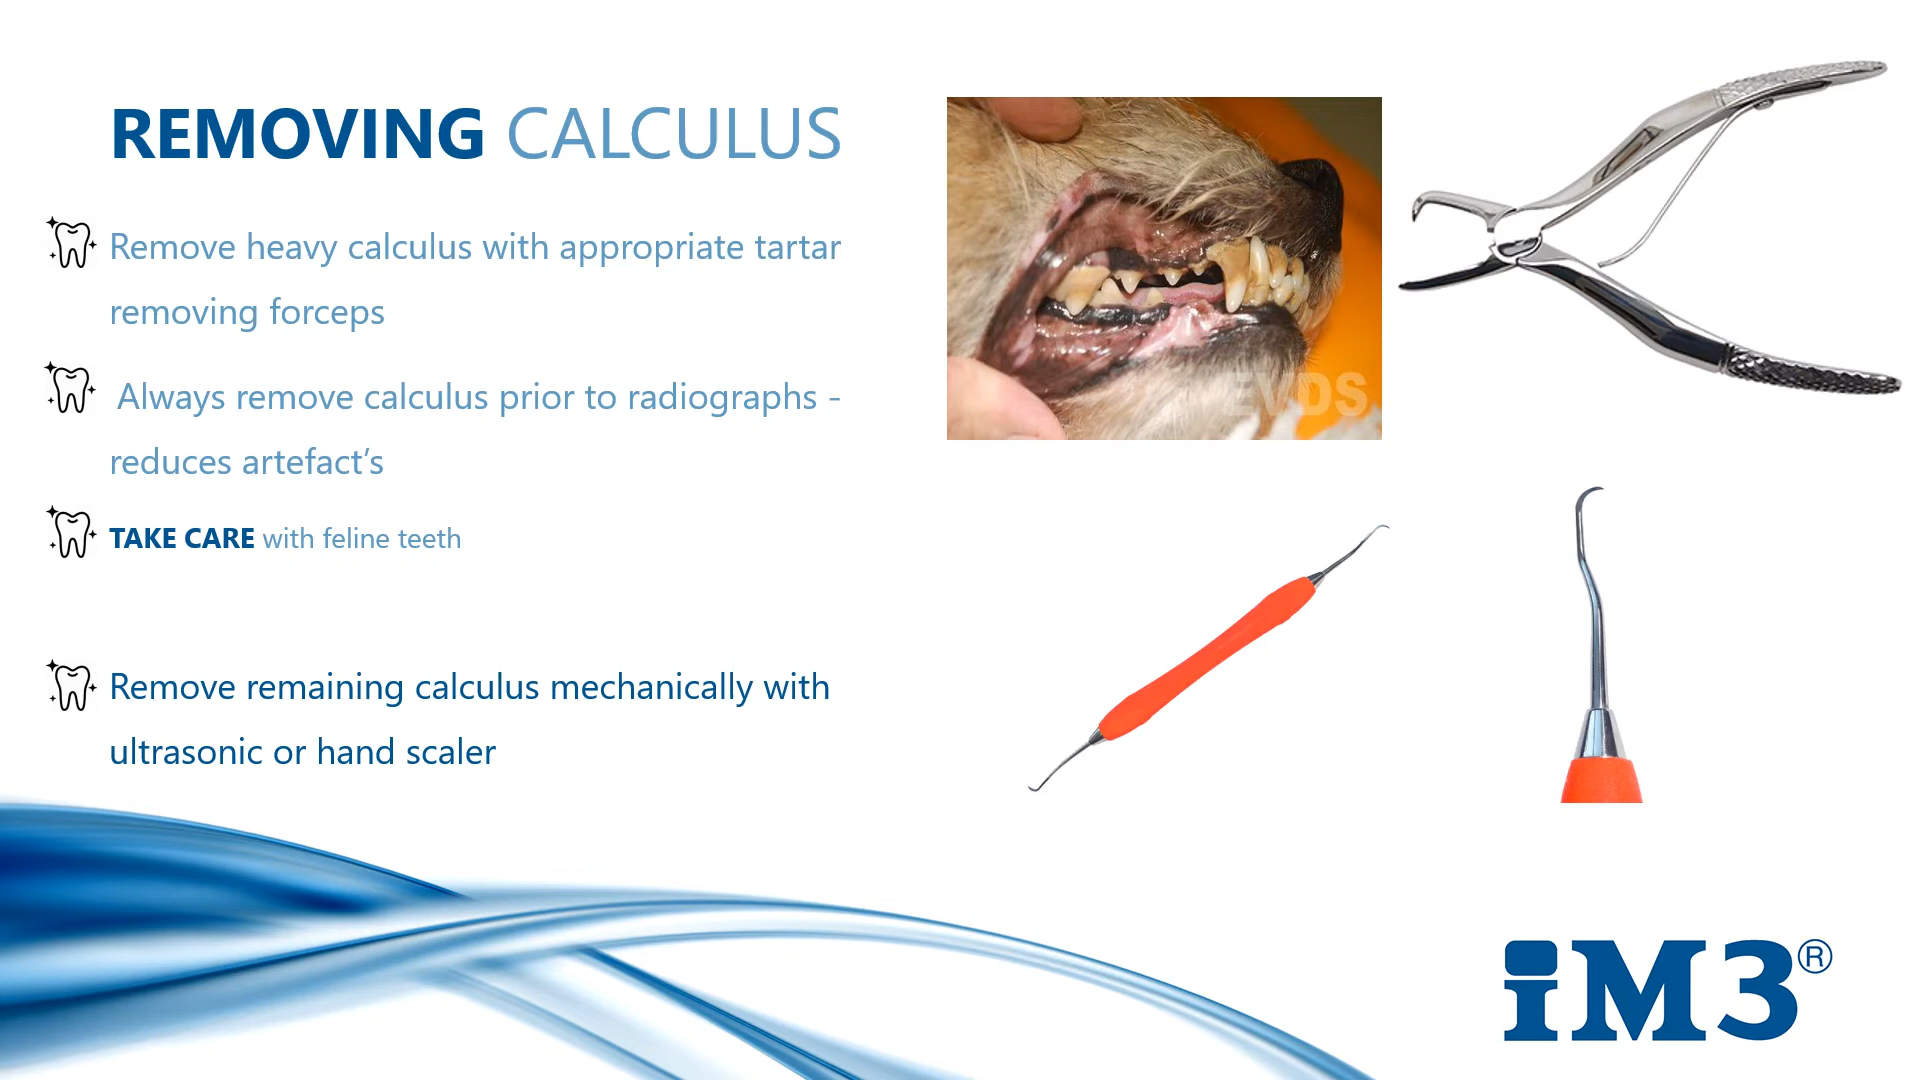 REMOVING CALCULUS
Remove heavy calculus with appropriate tartar
removing forceps
Always remove calculus prior to radiographs -
reduces artefact’s
TAKE CARE with feline teeth
Remove remaining calculus mechanically with
ultrasonic or hand scaler
EVDS
iM3®